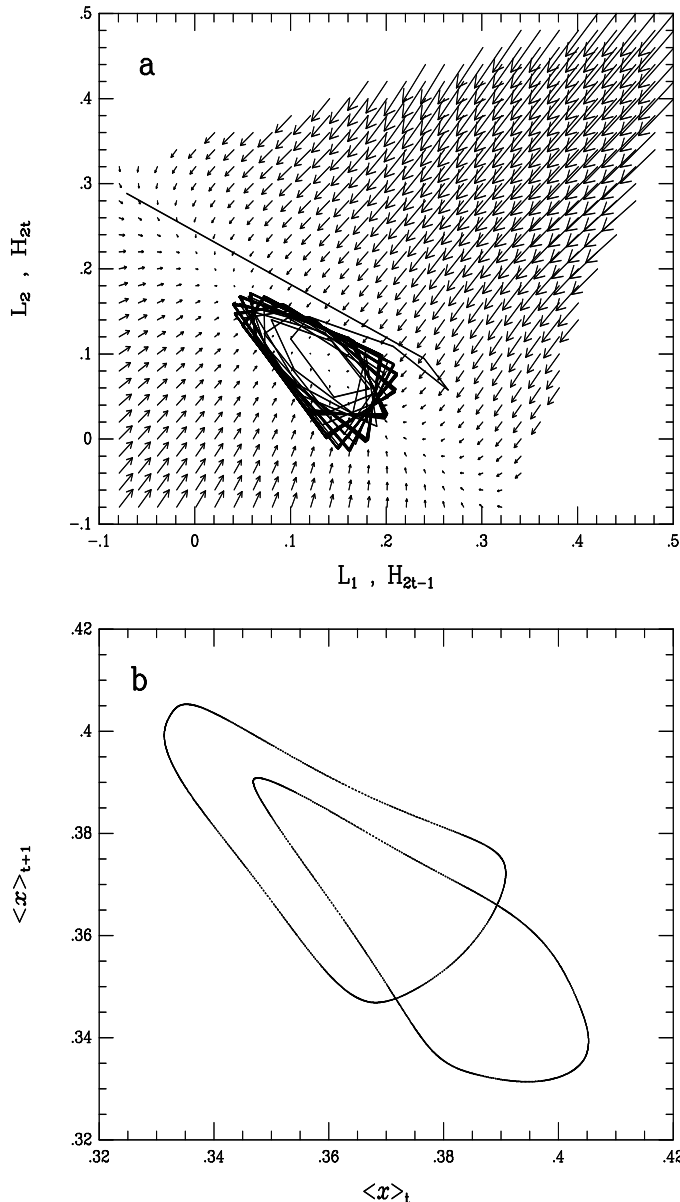 .5
a
.4
.3
L₂ , H₂ₜ
.2
.1
0
-.1
-.1 0 .1 .2 .3 .4 .5
L₁ , H₂ₜ₋₁
.42
b
.4
.38
<x>ₜ₊₁
.36
.34
.32
.32 .34 .36 .38 .4 .42
<x>ₜ